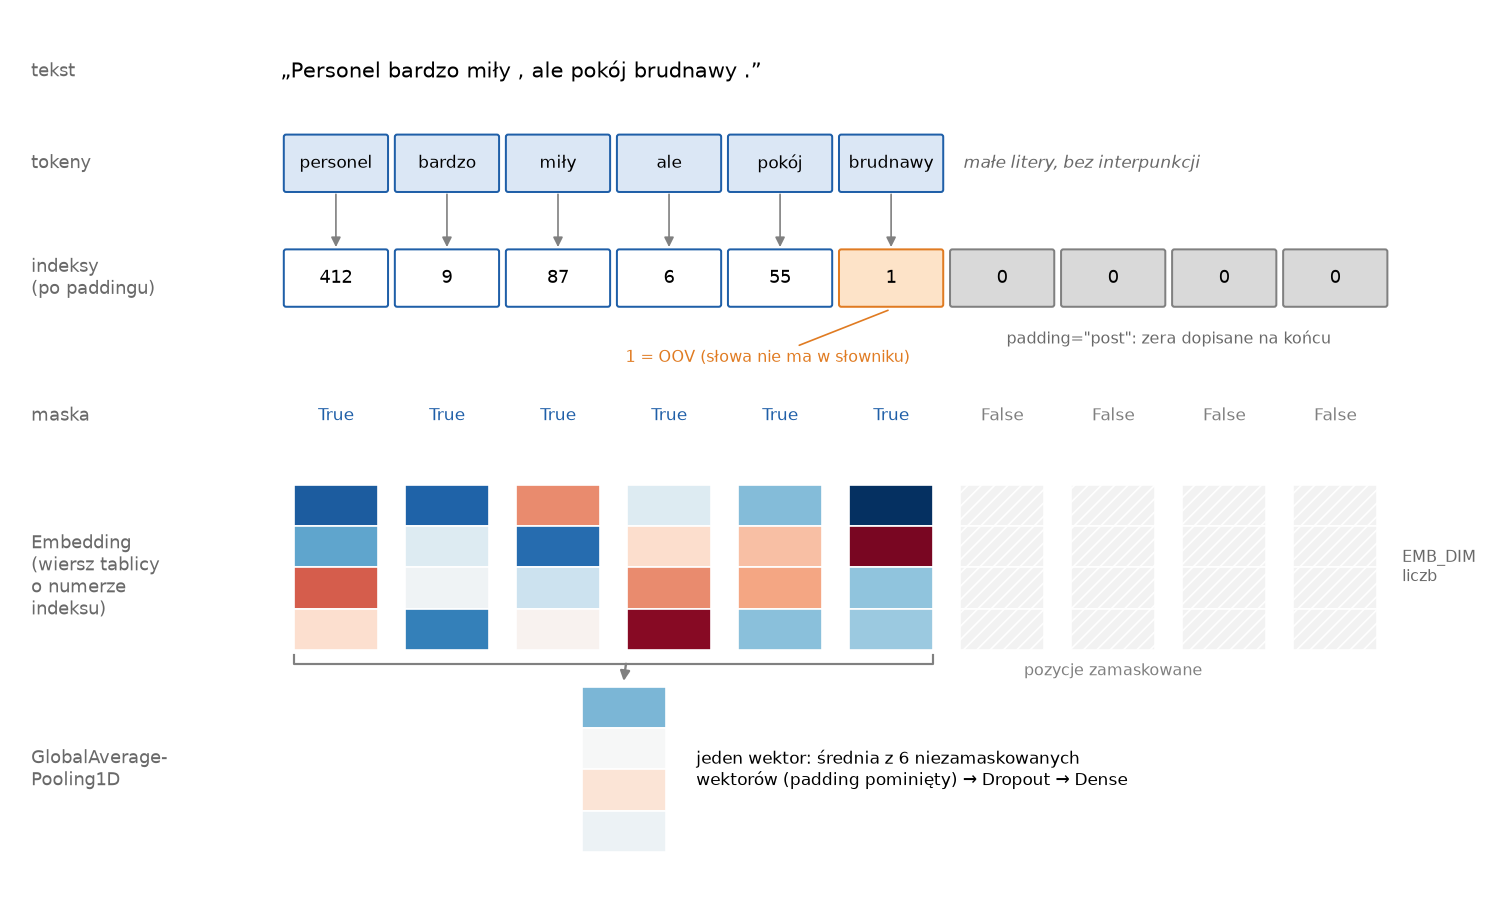 tekst
„Personel bardzo miły , ale pokój brudnawy .”
tokeny
personel bardzo miły ale pokój brudnawy
małe litery, bez interpunkcji
indeksy
(po paddingu)
412 9 87 6 55 1 0 0 0 0
padding="post": zera dopisane na końcu
1 = OOV (słowa nie ma w słowniku)
maska
True True True True True True False False False False
Embedding
(wiersz tablicy
o numerze
indeksu)
EMB_DIM
liczb
pozycje zamaskowane
GlobalAverage-
Pooling1D
jeden wektor: średnia z 6 niezamaskowanych
wektorów (padding pominięty) → Dropout → Dense